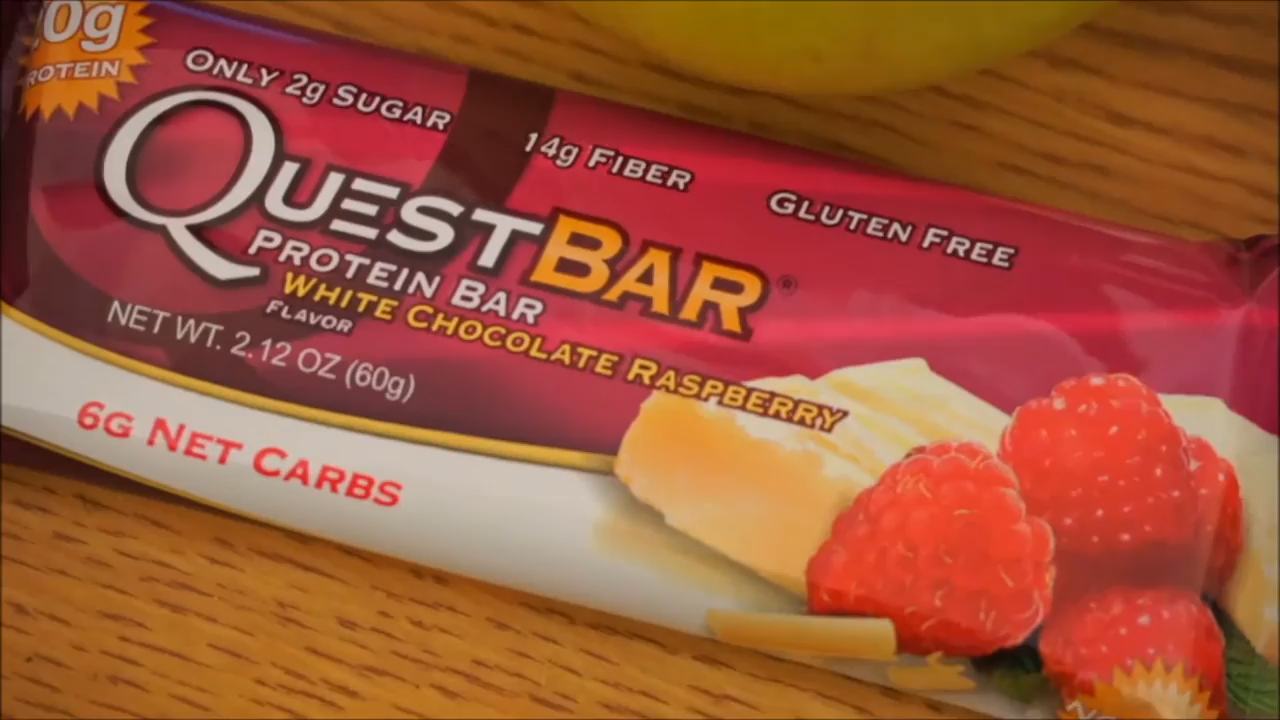 0g
PROTEIN
ONLY 2g SUGAR
14g FIBER
GLUTEN FREE
QUESTBAR®
PROTEIN BAR
WHITE CHOCOLATE RASPBERRY
FLAVOR
NET WT. 2.12 OZ (60g)
6G NET CARBS